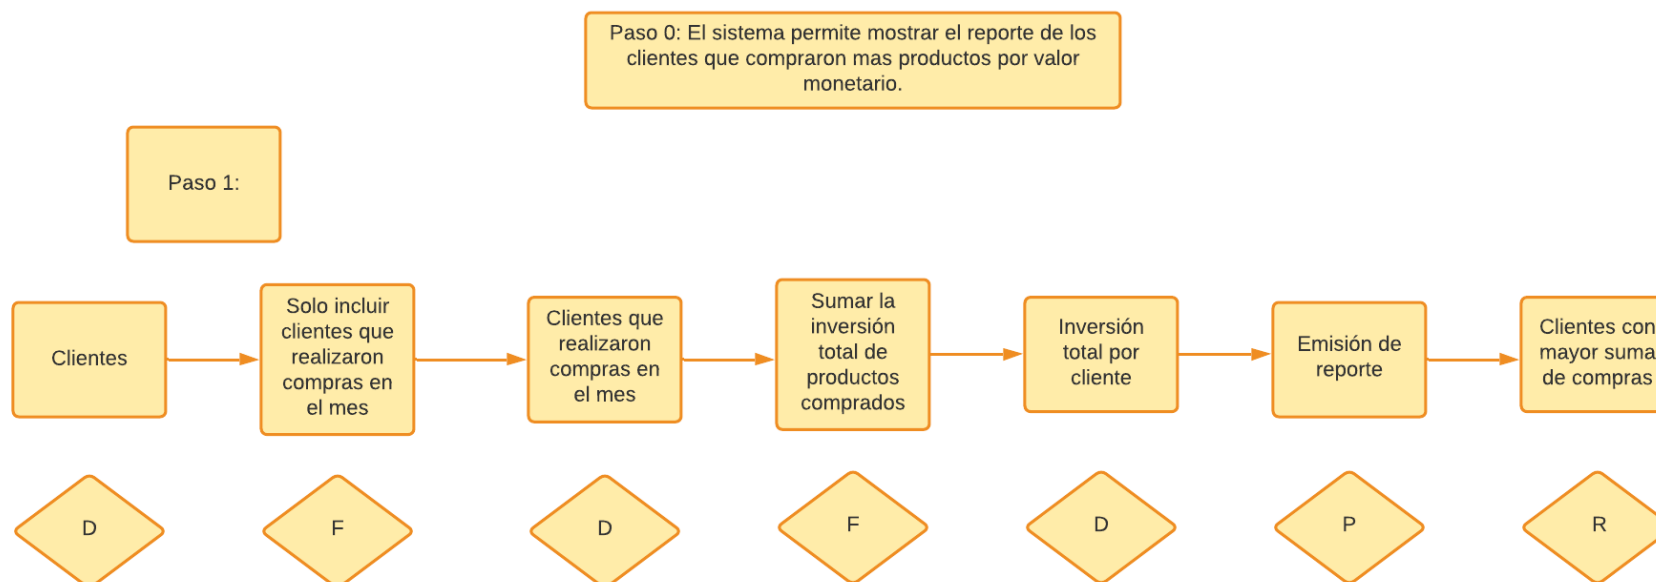 Paso 0: El sistema permite mostrar el reporte de los
clientes que compraron mas productos por valor
monetario.
Paso 1:
Clientes
Solo incluir
clientes que
realizaron
compras en
el mes
Clientes que
realizaron
compras en
el mes
Sumar la
inversión
total de
productos
comprados
Inversión
total por
cliente
Emisión de
reporte
Clientes con
mayor suma
de compras
D
F
D
F
D
P
R